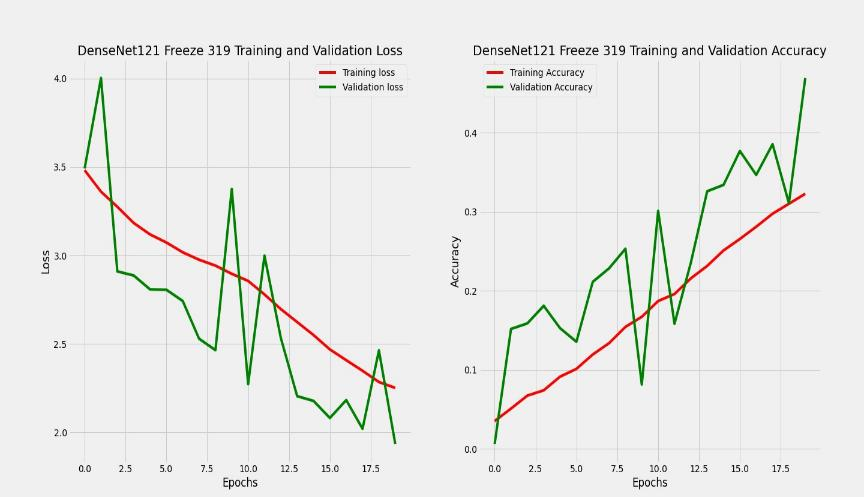 DenseNet121 Freeze 319 Training and Validation Loss
Training loss
Validation loss
4.0
3.5
3.0
2.5
2.0
Loss
0.0 2.5 5.0 7.5 10.0 12.5 15.0 17.5
Epochs
DenseNet121 Freeze 319 Training and Validation Accuracy
Training Accuracy
Validation Accuracy
0.4
0.3
0.2
0.1
0.0
Accuracy
0.0 2.5 5.0 7.5 10.0 12.5 15.0 17.5
Epochs